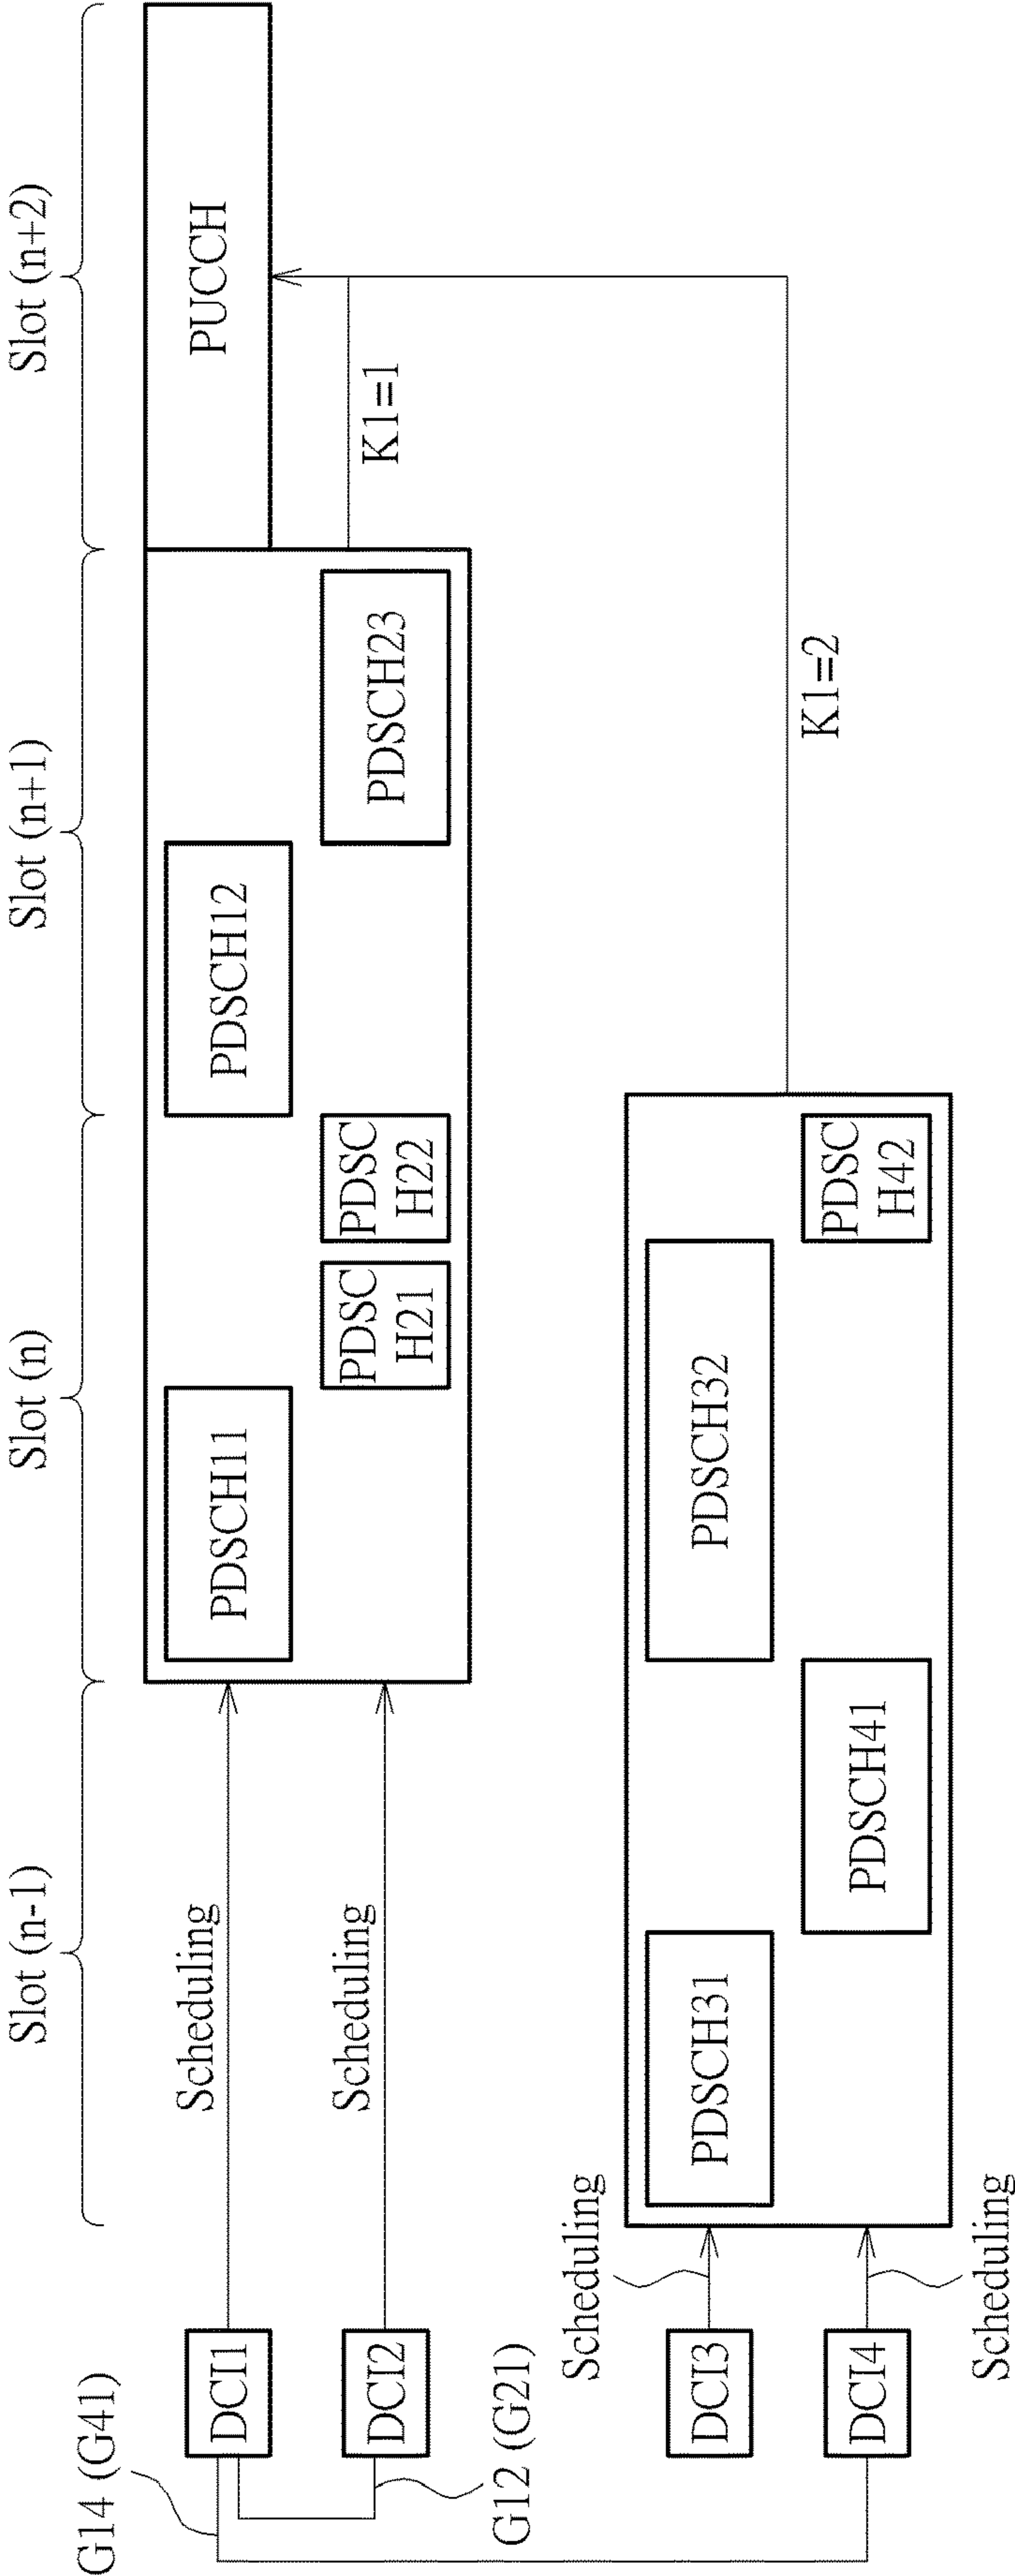 Slot (n-1)
Slot (n)
Slot (n+1)
Slot (n+2)
G14 (G41)
DCI1
Scheduling
PDSCH11
PDSCH12
PUCCH
DCI2
Scheduling
PDSC
H21
PDSC
H22
PDSCH23
K1=1
G12 (G21)
Scheduling
DCI3
PDSCH31
PDSCH32
K1=2
DCI4
PDSCH41
PDSC
H42
Scheduling